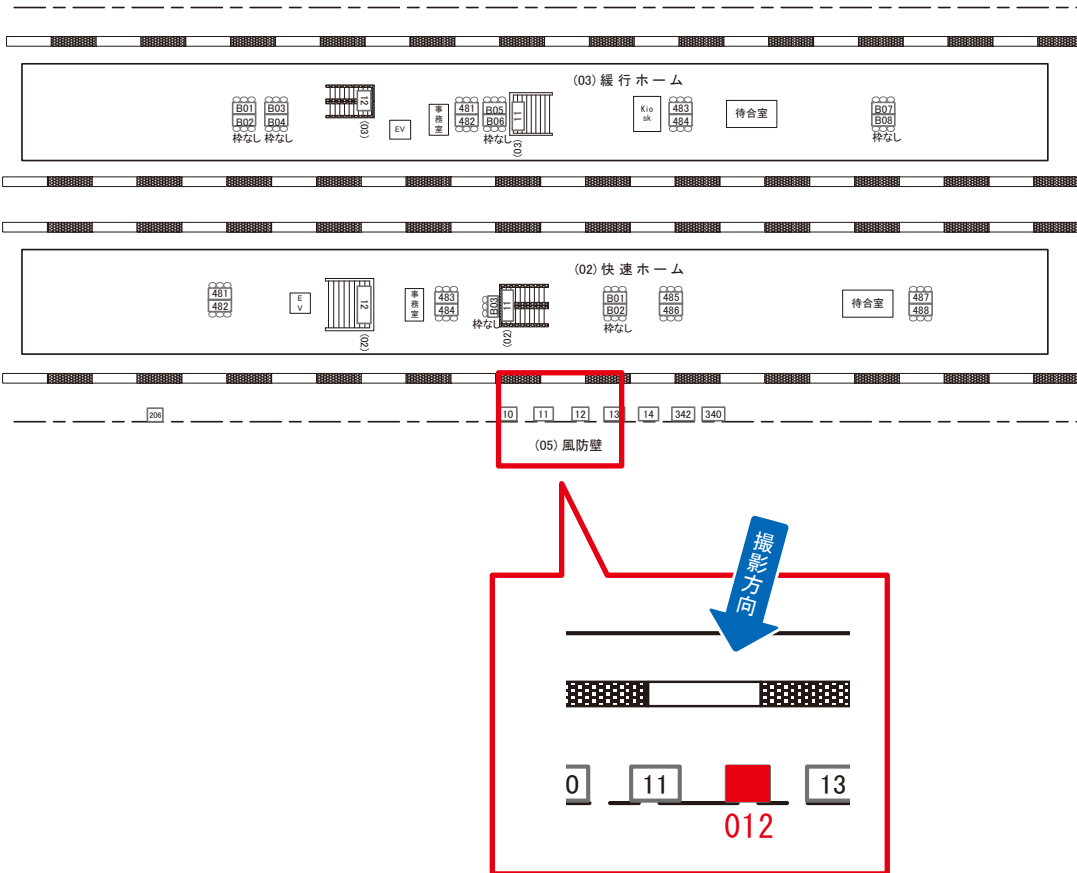 (03) 緩行ホーム
B01
B02
枠なし
B03
B04
枠なし
12
(03)
EV
事務室
481
482
B05
B06
枠なし
11
(03)
Kio
sk
483
484
待合室
B07
B08
枠なし
(02) 快速ホーム
481
482
E
V
12
(02)
事務室
483
484
B03
枠なし
11
(02)
B01
B02
枠なし
485
486
待合室
487
488
206
10
11
12
13
14
342
340
(05) 風防壁
撮影方向
0
11
13
012